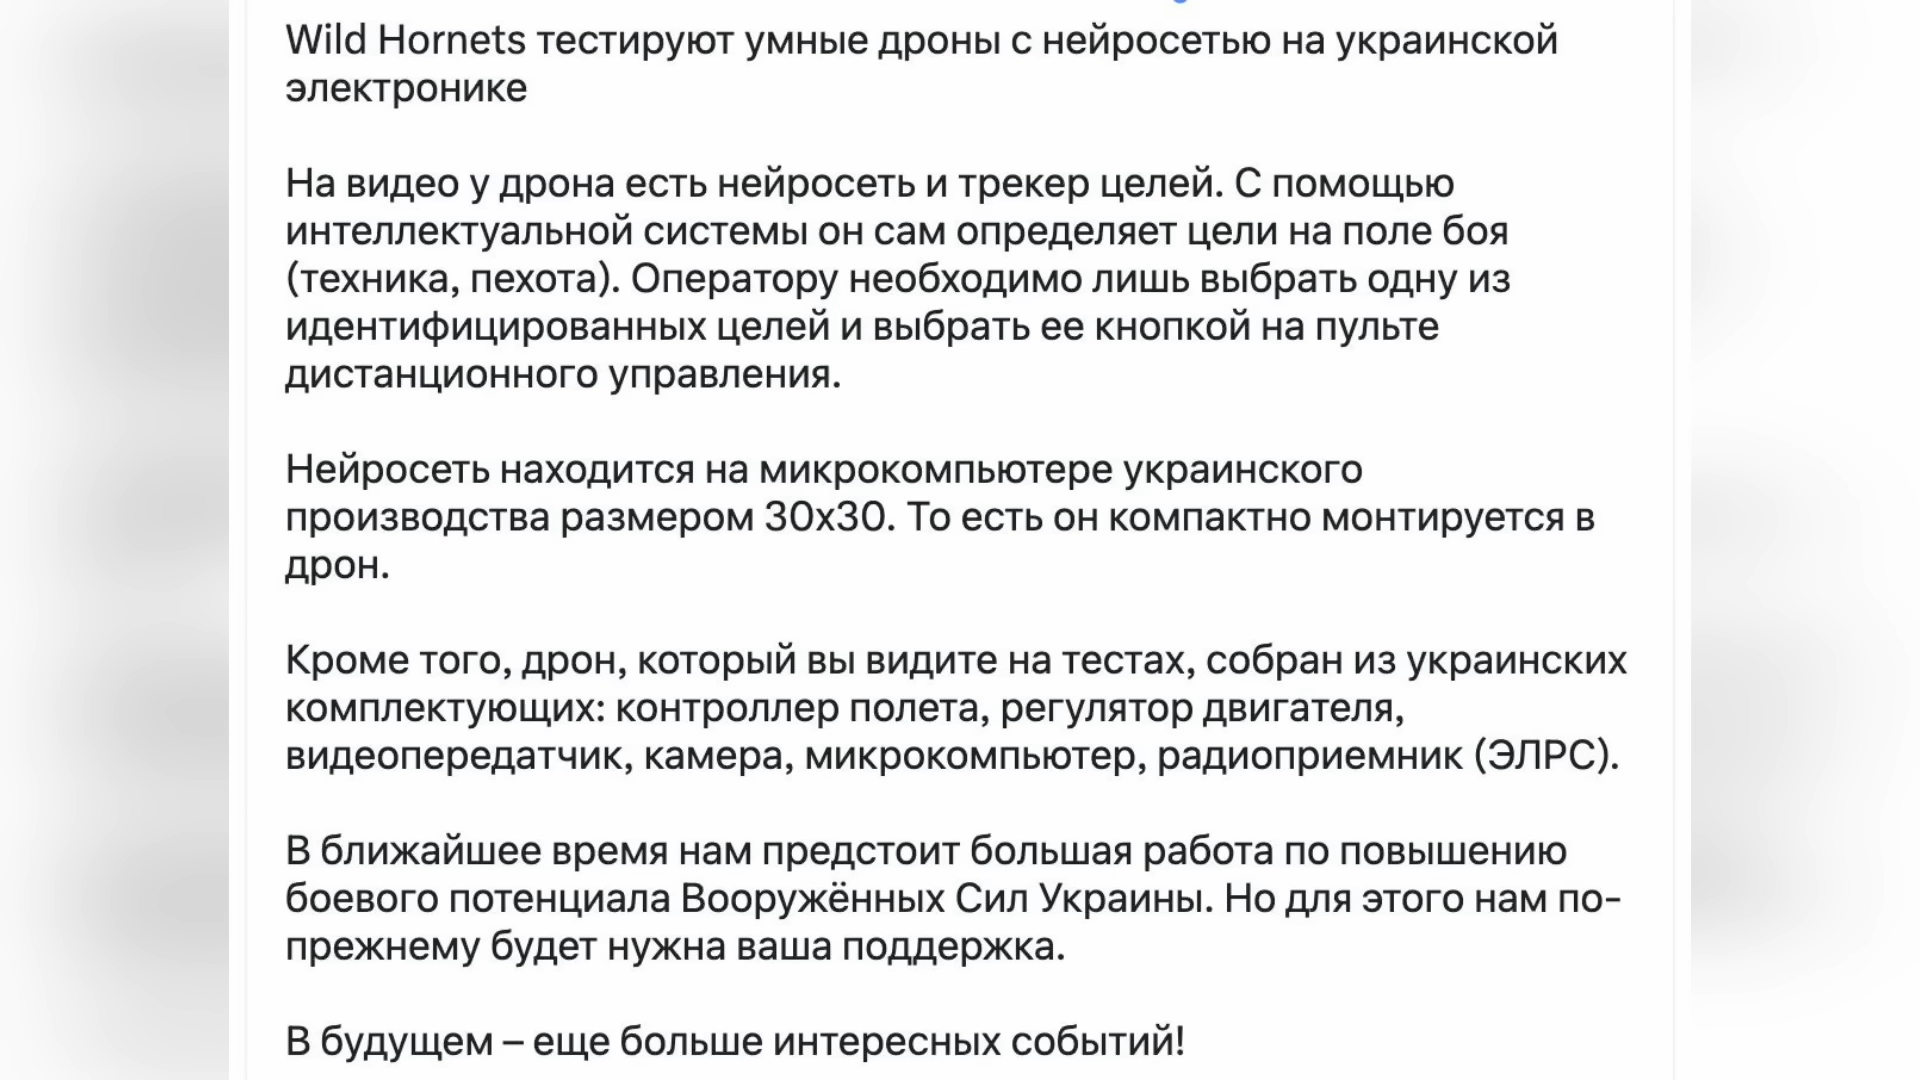 Wild Hornets тестируют умные дроны с нейросетью на украинской
электронике
На видео у дрона есть нейросеть и трекер целей. С помощью
интеллектуальной системы он сам определяет цели на поле боя
(техника, пехота). Оператору необходимо лишь выбрать одну из
идентифицированных целей и выбрать ее кнопкой на пульте
дистанционного управления.
Нейросеть находится на микрокомпьютере украинского
производства размером 30х30. То есть он компактно монтируется в
дрон.
Кроме того, дрон, который вы видите на тестах, собран из украинских
комплектующих: контроллер полета, регулятор двигателя,
видеопередатчик, камера, микрокомпьютер, радиоприемник (ЭЛРС).
В ближайшее время нам предстоит большая работа по повышению
боевого потенциала Вооружённых Сил Украины. Но для этого нам по-
прежнему будет нужна ваша поддержка.
В будущем – еще больше интересных событий!